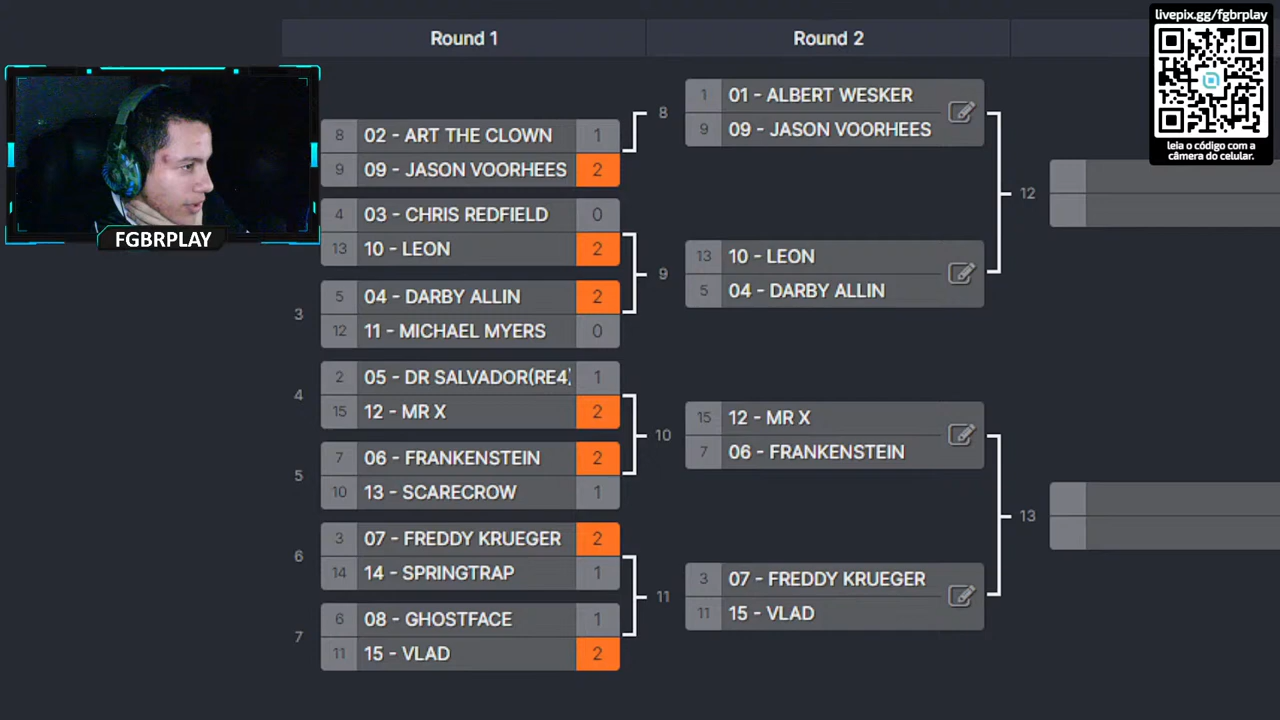 livepix.gg/fgbrplay
leia o código com a
câmera do celular.
FGBRPLAY
Round 1
Round 2
8 02 - ART THE CLOWN 1
9 09 - JASON VOORHEES 2
4 03 - CHRIS REDFIELD 0
13 10 - LEON 2
3
5 04 - DARBY ALLIN 2
12 11 - MICHAEL MYERS 0
4
2 05 - DR SALVADOR(RE4) 1
15 12 - MR X 2
5
7 06 - FRANKENSTEIN 2
10 13 - SCARECROW 1
6
3 07 - FREDDY KRUEGER 2
14 14 - SPRINGTRAP 1
7
6 08 - GHOSTFACE 1
11 15 - VLAD 2
8
1 01 - ALBERT WESKER
9 09 - JASON VOORHEES
9
13 10 - LEON
5 04 - DARBY ALLIN
10
15 12 - MR X
7 06 - FRANKENSTEIN
11
3 07 - FREDDY KRUEGER
11 15 - VLAD
12
13